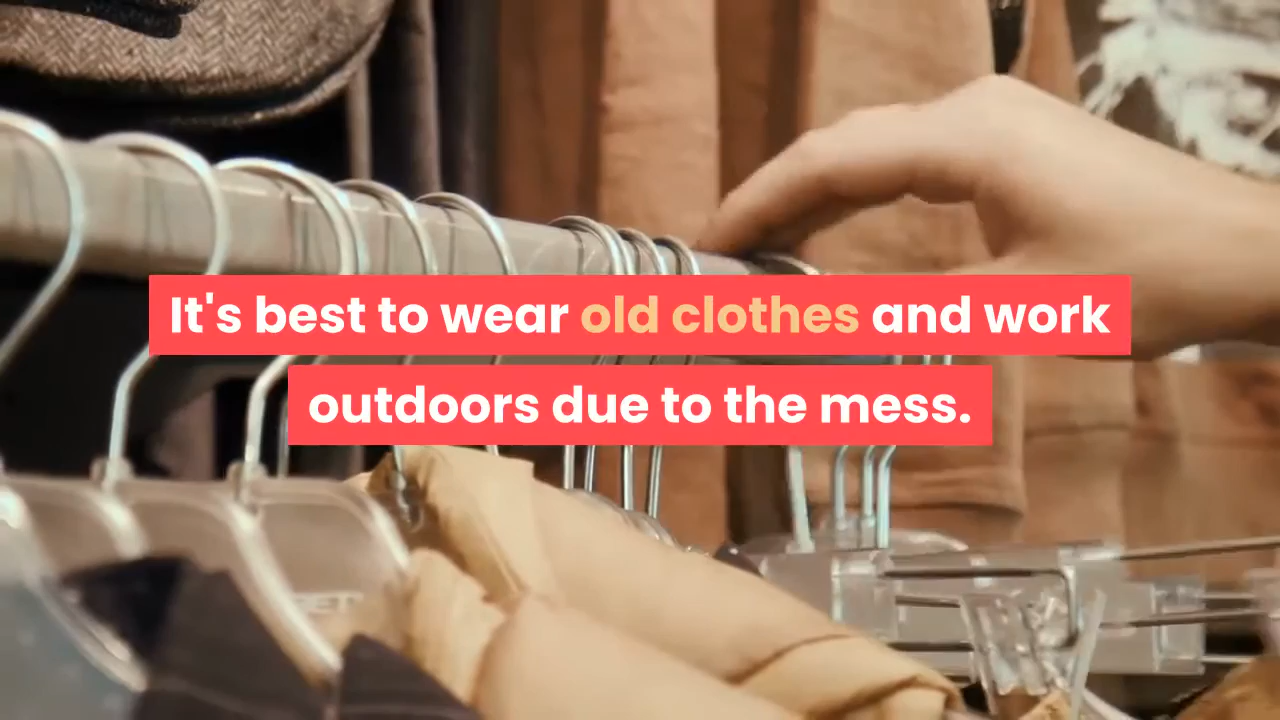 It's best to wear old clothes and work
outdoors due to the mess.